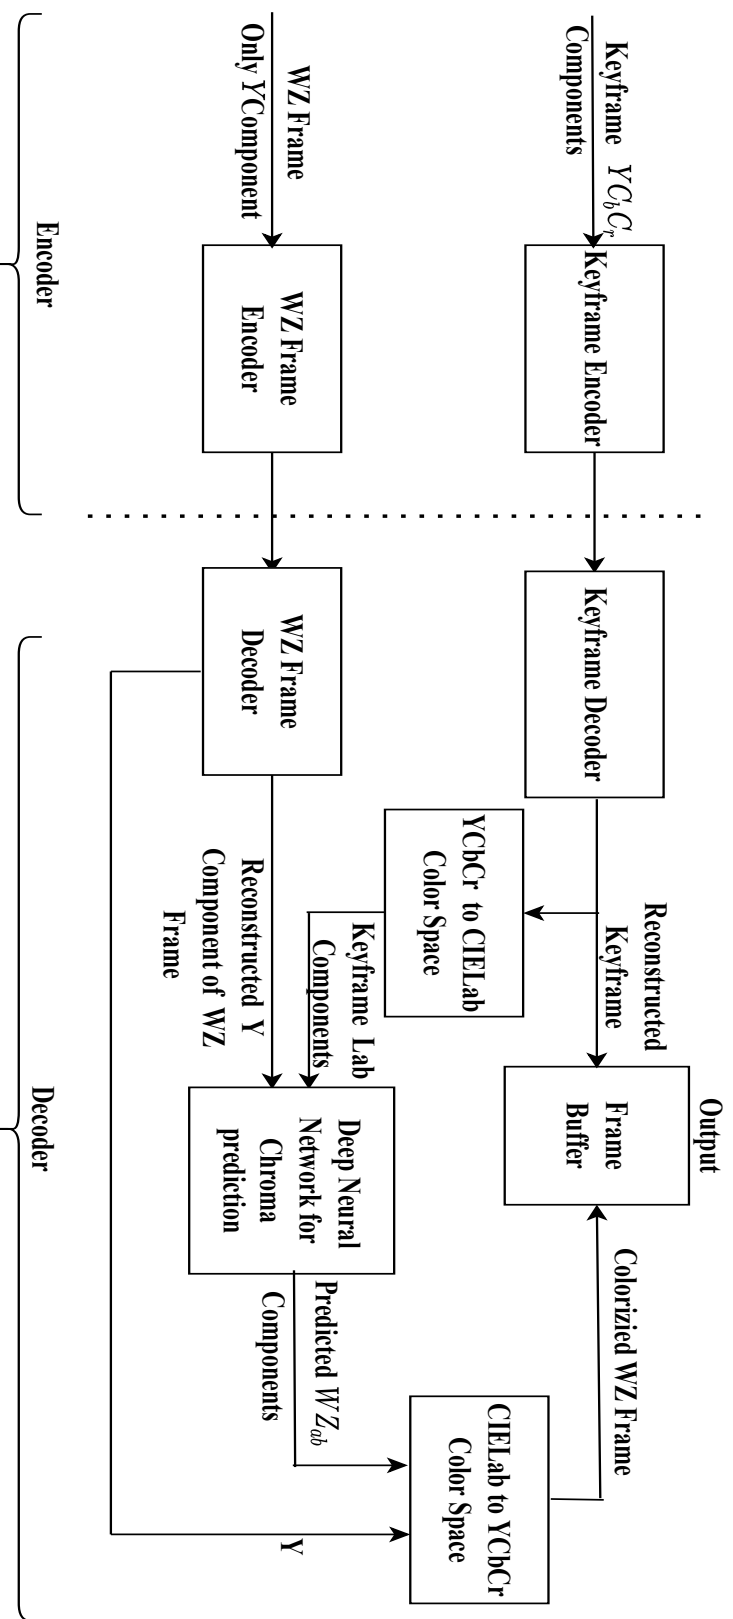 Keyframe YCbCr
Components
Keyframe Encoder
Keyframe Decoder
Reconstructed
Keyframe
Output
Frame
Buffer
Colorizied WZ Frame
YCbCr to CIELab
Color Space
Keyframe Lab
Components
CIELab to YCbCr
Color Space
WZ Frame
Only Y Component
WZ Frame
Encoder
WZ Frame
Decoder
Reconstructed Y
Component of WZ
Frame
Deep Neural
Network for
Chroma
prediction
Predicted WZab
Components
Y
Encoder
Decoder